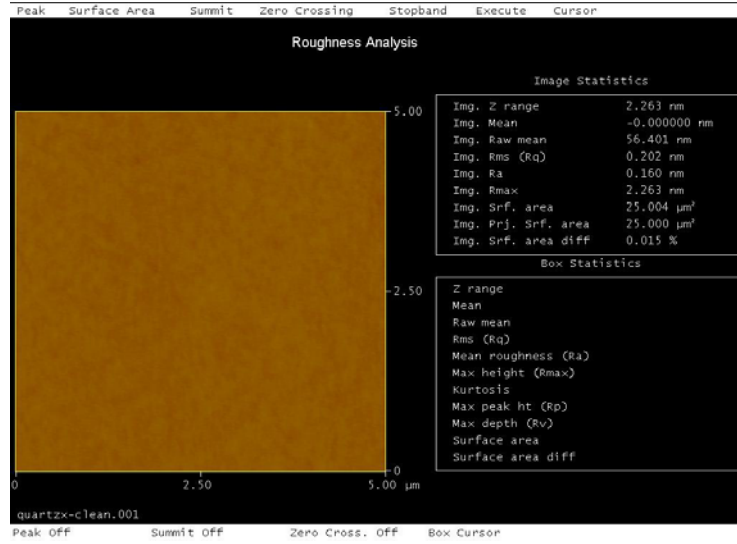 Peak Surface Area Summit Zero Crossing Stopband Execute Cursor
Roughness Analysis
Image Statistics
Img. Z range 2.263 nm
Img. Mean -0.000000 nm
Img. Raw mean 56.401 nm
Img. Rms (Rq) 0.202 nm
Img. Ra 0.160 nm
Img. Rmax 2.263 nm
Img. Srf. area 25.004 µm²
Img. Prj. Srf. area 25.000 µm²
Img. Srf. area diff 0.015 %
Box Statistics
Z range
Mean
Raw mean
Rms (Rq)
Mean roughness (Ra)
Max height (Rmax)
Kurtosis
Max peak ht (Rp)
Max depth (Rv)
Surface area
Surface area diff
5.00
2.50
0
0 2.50 5.00 µm
quartzx-clean.001
Peak Off Summit Off Zero Cross. Off Box Cursor